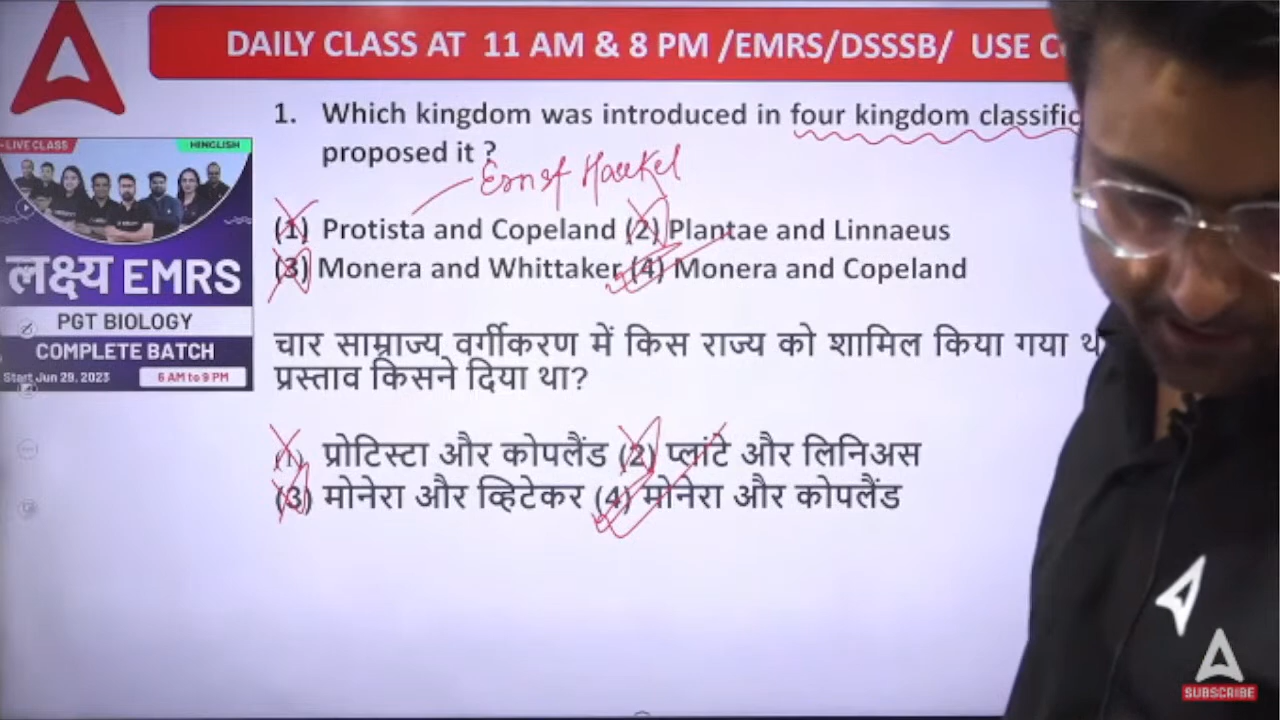 DAILY CLASS AT 11 AM & 8 PM /EMRS/DSSSB/ USE
1. Which kingdom was introduced in four kingdom classific
proposed it ?
Ernst Haeckel
(1) Protista and Copeland (2) Plantae and Linnaeus
(3) Monera and Whittaker (4) Monera and Copeland
चार साम्राज्य वर्गीकरण में किस राज्य को शामिल किया गया
प्रस्ताव किसने दिया था?
(1) प्रोटिस्टा और कोपलैंड (2) प्लांटे और लिनिअस
(3) मोनेरा और व्हिटेकर (4) मोनेरा और कोपलैंड
LIVE CLASS
HINGLISH
लक्ष्य EMRS
PGT BIOLOGY
COMPLETE BATCH
Start Jun 29, 2023 6 AM to 9 PM
SUBSCRIBE